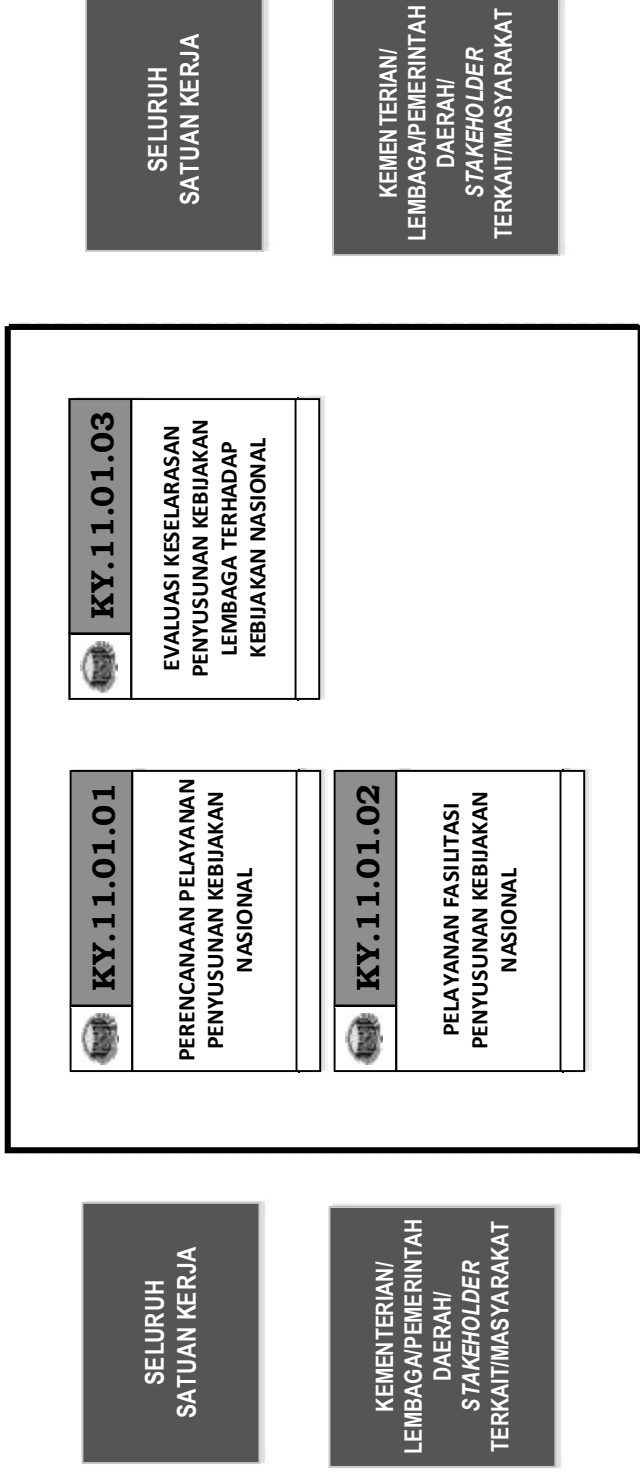 SELURUH
SATUAN KERJA
KEMENTERIAN/
LEMBAGA/PEMERINTAH
DAERAH/
STAKEHOLDER
TERKAIT/MASYARAKAT
KY.11.01.01
PERENCANAAN PELAYANAN
PENYUSUNAN KEBIJAKAN
NASIONAL
KY.11.01.02
PELAYANAN FASILITASI
PENYUSUNAN KEBIJAKAN
NASIONAL
KY.11.01.03
EVALUASI KESELARASAN
PENYUSUNAN KEBIJAKAN
LEMBAGA TERHADAP
KEBIJAKAN NASIONAL
SELURUH
SATUAN KERJA
KEMENTERIAN/
LEMBAGA/PEMERINTAH
DAERAH/
STAKEHOLDER
TERKAIT/MASYARAKAT